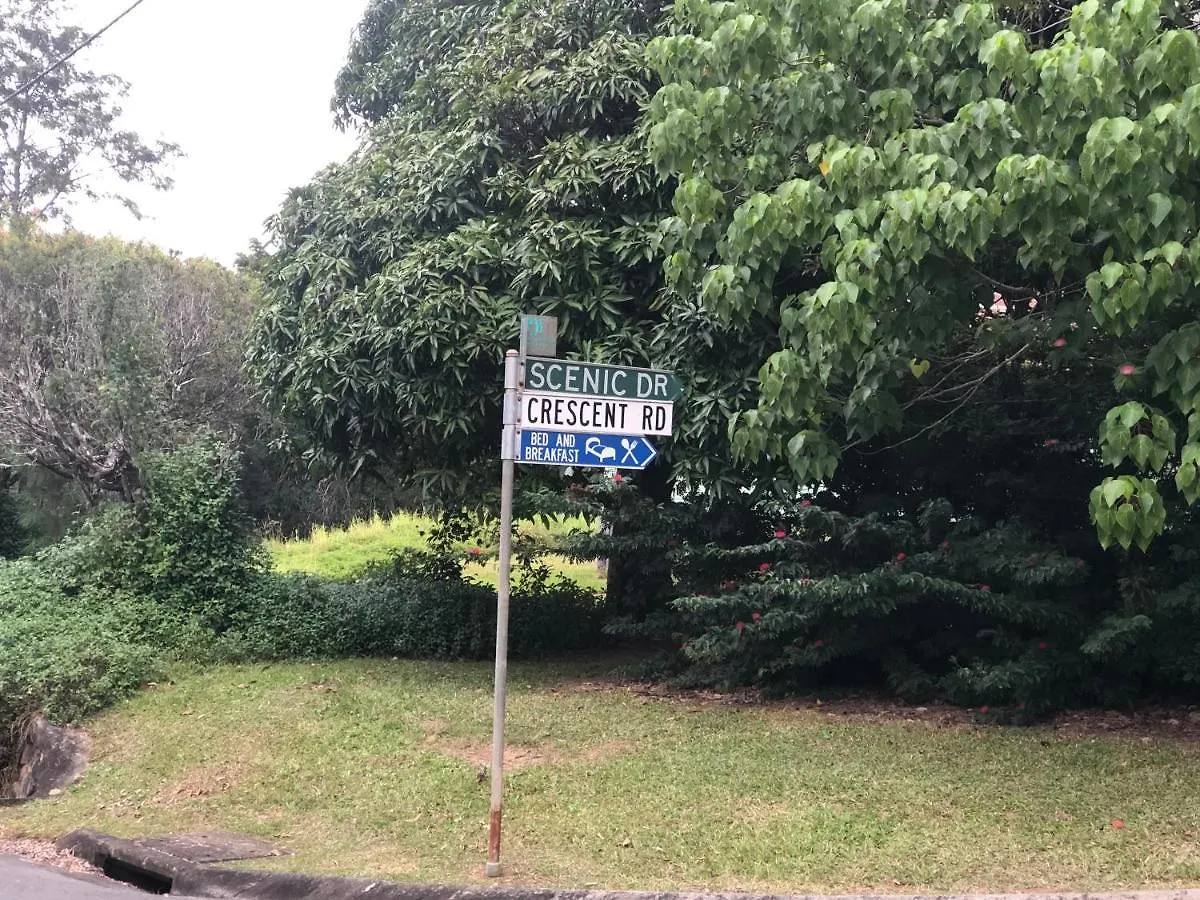 SCENIC DR
CRESCENT RD
BED AND
BREAKFAST